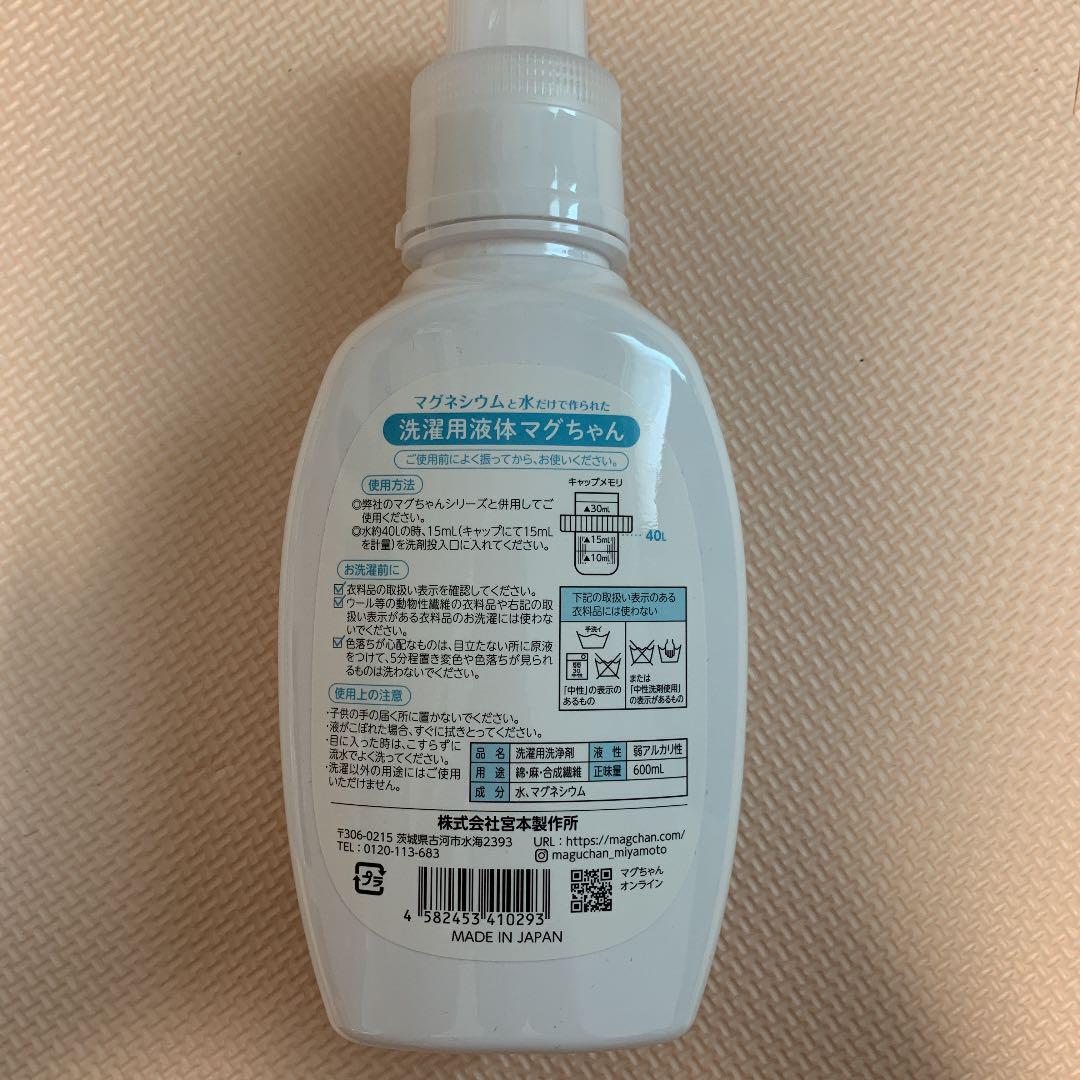 マグネシウムと水だけで作られた
洗濯用液体マグちゃん
ご使用前によく振ってから、お使いください。
使用方法
◎弊社のマグちゃんシリーズと併用してご
使用ください。
◎水約40Lの時、15mL(キャップにて15mL
を計量)を洗剤投入口に入れてください。
キャップメモリ
▲30mL
▲15mL
▲10mL
40L
お洗濯前に
衣料品の取扱い表示を確認してください。
ウール等の動物性繊維の衣料品や右記の取
扱い表示がある衣料品のお洗濯には使わな
いでください。
色落ちが心配なものは、目立たない所に原液
をつけて、5分程置き変色や色落ちが見られ
るものは洗わないでください。
下記の取扱い表示のある
衣料品には使わない
手洗イ
「中性」の表示の
あるもの
または
「中性洗剤使用」
の表示があるもの
使用上の注意
・子供の手の届く所に置かないでください。
・液がこぼれた場合、すぐに拭きとってください。
・目に入った時は、こすらずに
流水でよく洗ってください。
・洗濯以外の用途にはご使用
いただけません。
品名 洗濯用洗浄剤 液性 弱アルカリ性
用途 綿・麻・合成繊維 正味量 600mL
成分 水、マグネシウム
株式会社宮本製作所
〒306-0215 茨城県古河市水海2393 URL:https://magchan.com/
TEL:0120-113-683 maguchan_miyamoto
プラ
マグちゃん
オンライン
4 582453 410293
MADE IN JAPAN